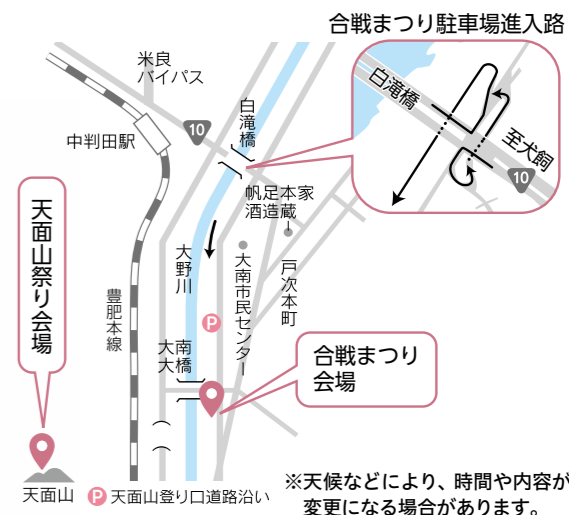 合戦まつり駐車場進入路
米良
バイパス
白滝橋
10
中判田駅
白滝橋
至犬飼
10
帆足本家
酒造蔵
天面山祭り会場
大野川
豊肥本線
大南市民センター
戸次本町
P
大南
大橋
合戦まつり
会場
天面山
P 天面山登り口道路沿い
※天候などにより、時間や内容が
変更になる場合があります。